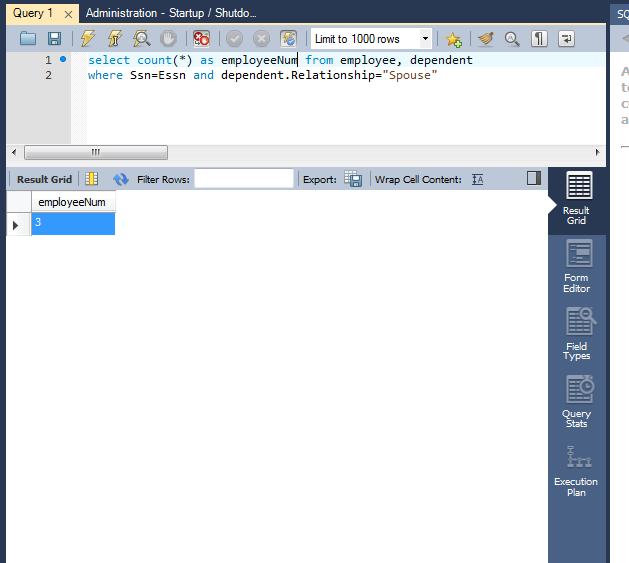 Query 1
Administration - Startup / Shutdo...
SQ
Limit to 1000 rows
1 select count(*) as employeeNum from employee, dependent
2 where Ssn=Essn and dependent.Relationship="Spouse"
A
to
c
a
Result Grid
Filter Rows:
Export:
Wrap Cell Content:
employeeNum
3
Result
Grid
Form
Editor
Field
Types
Query
Stats
Execution
Plan